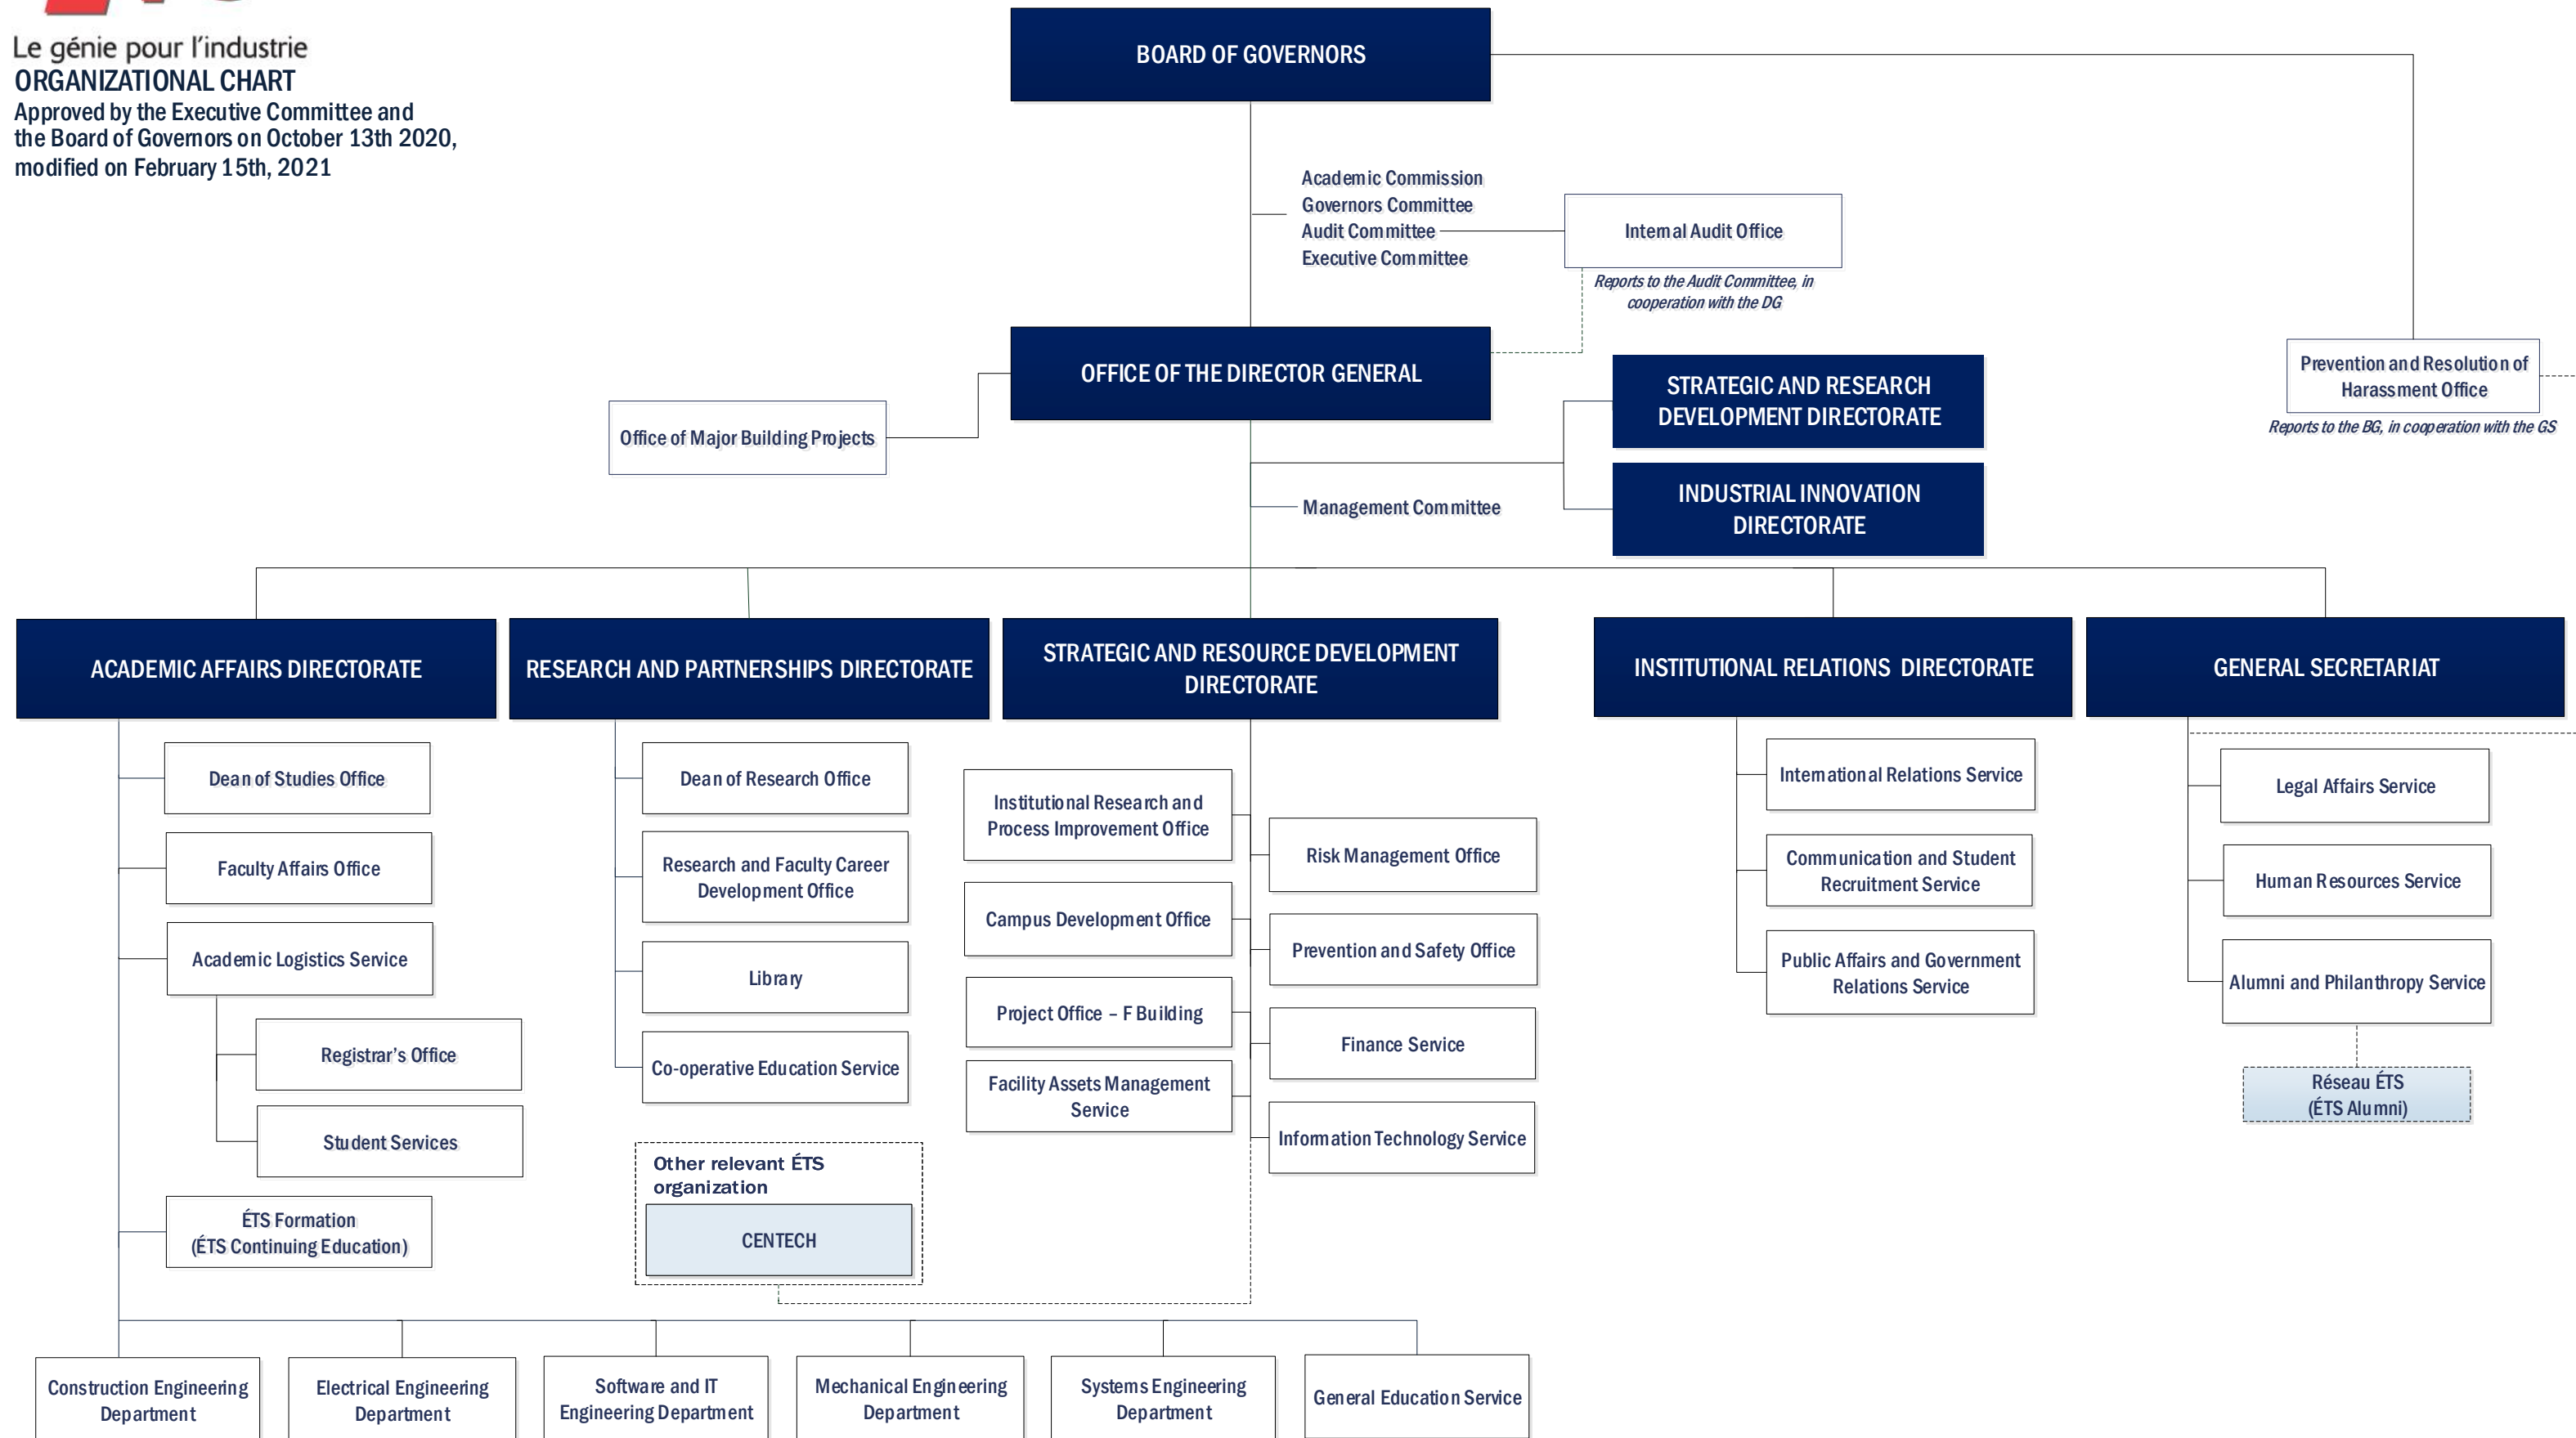 Le génie pour l'industrie
ORGANIZATIONAL CHART
Approved by the Executive Committee and
the Board of Governors on October 13th 2020,
modified on February 15th, 2021
BOARD OF GOVERNORS
Academic Commission
Governors Committee
Audit Committee
Executive Committee
Internal Audit Office
Reports to the Audit Committee, in
cooperation with the DG
OFFICE OF THE DIRECTOR GENERAL
Office of Major Building Projects
STRATEGIC AND RESEARCH
DEVELOPMENT DIRECTORATE
INDUSTRIAL INNOVATION
DIRECTORATE
Management Committee
Prevention and Resolution of
Harassment Office
Reports to the BG, in cooperation with the GS
ACADEMIC AFFAIRS DIRECTORATE
RESEARCH AND PARTNERSHIPS DIRECTORATE
STRATEGIC AND RESOURCE DEVELOPMENT
DIRECTORATE
INSTITUTIONAL RELATIONS DIRECTORATE
GENERAL SECRETARIAT
Dean of Studies Office
Faculty Affairs Office
Academic Logistics Service
Registrar's Office
Student Services
ÉTS Formation
(ÉTS Continuing Education)
Dean of Research Office
Research and Faculty Career
Development Office
Library
Co-operative Education Service
Other relevant ÉTS
organization
CENTECH
Institutional Research and
Process Improvement Office
Campus Development Office
Project Office – F Building
Facility Assets Management
Service
Risk Management Office
Prevention and Safety Office
Finance Service
Information Technology Service
International Relations Service
Communication and Student
Recruitment Service
Public Affairs and Government
Relations Service
Legal Affairs Service
Human Resources Service
Alumni and Philanthropy Service
Réseau ÉTS
(ÉTS Alumni)
Construction Engineering
Department
Electrical Engineering
Department
Software and IT
Engineering Department
Mechanical Engineering
Department
Systems Engineering
Department
General Education Service